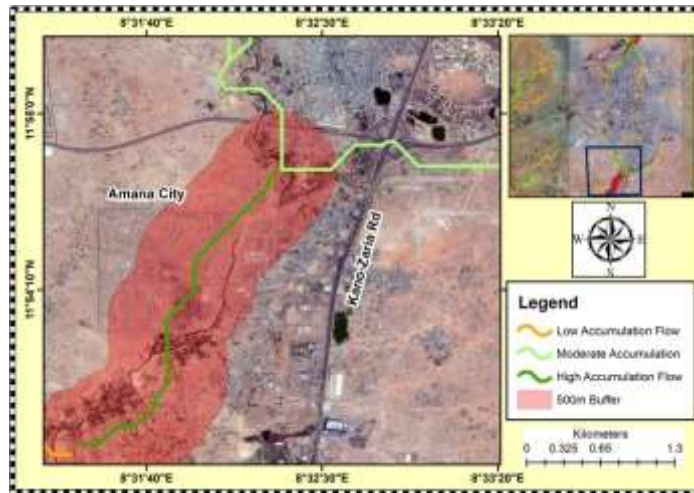 8°31'40"E 8°32'30"E 8°33'20"E
11°55'0"N
Amana City
Kano-Zaria Rd
11°54'10"N
N
W E
S
Legend
Low Accumulation Flow
Moderate Accumulation
High Accumulation Flow
500m Buffer
Kilometers
0 0.325 0.65 1.3
8°31'40"E 8°32'30"E 8°33'20"E